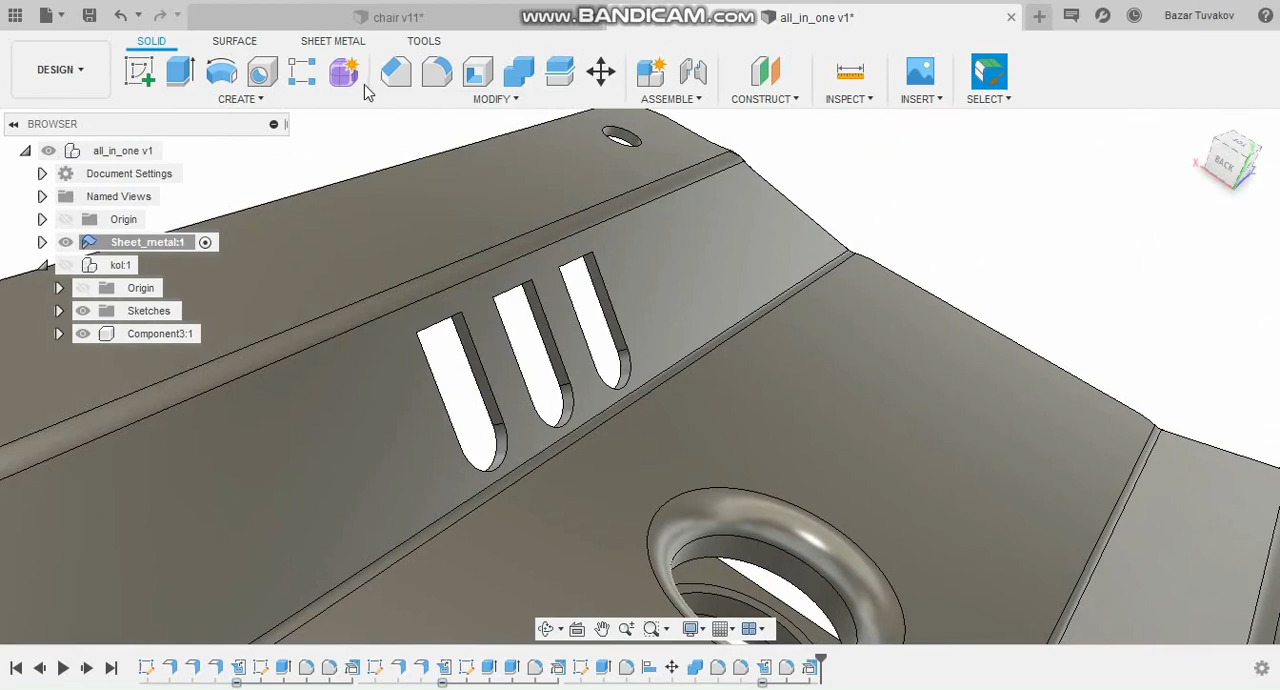 chair v11*
www.BANDICAM.com
all_in_one v1*
Bazar Tuvakov
DESIGN
SOLID
SURFACE
SHEET METAL
TOOLS
CREATE
MODIFY
ASSEMBLE
CONSTRUCT
INSPECT
INSERT
SELECT
BROWSER
all_in_one v1
Document Settings
Named Views
Origin
Sheet_metal:1
kol:1
Origin
Sketches
Component3:1
BACK
X
Z